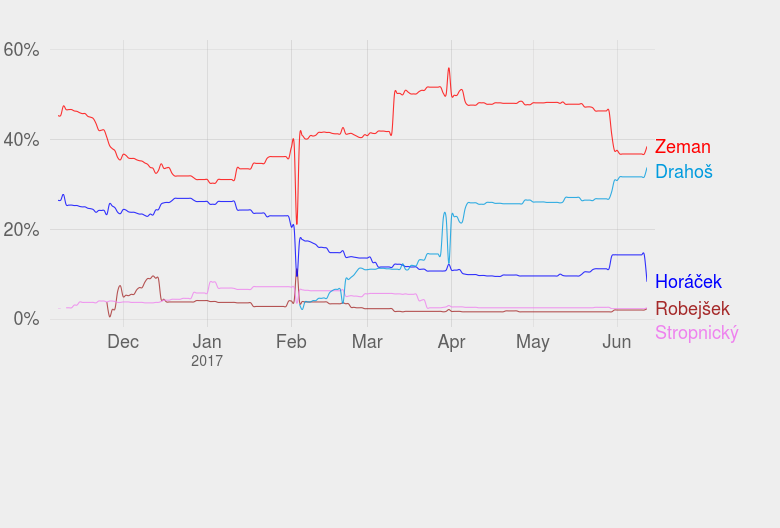 60%
40%
20%
0%
Dec Jan Feb Mar Apr May Jun
2017
Zeman
Drahoš
Horáček
Robejšek
Stropnický